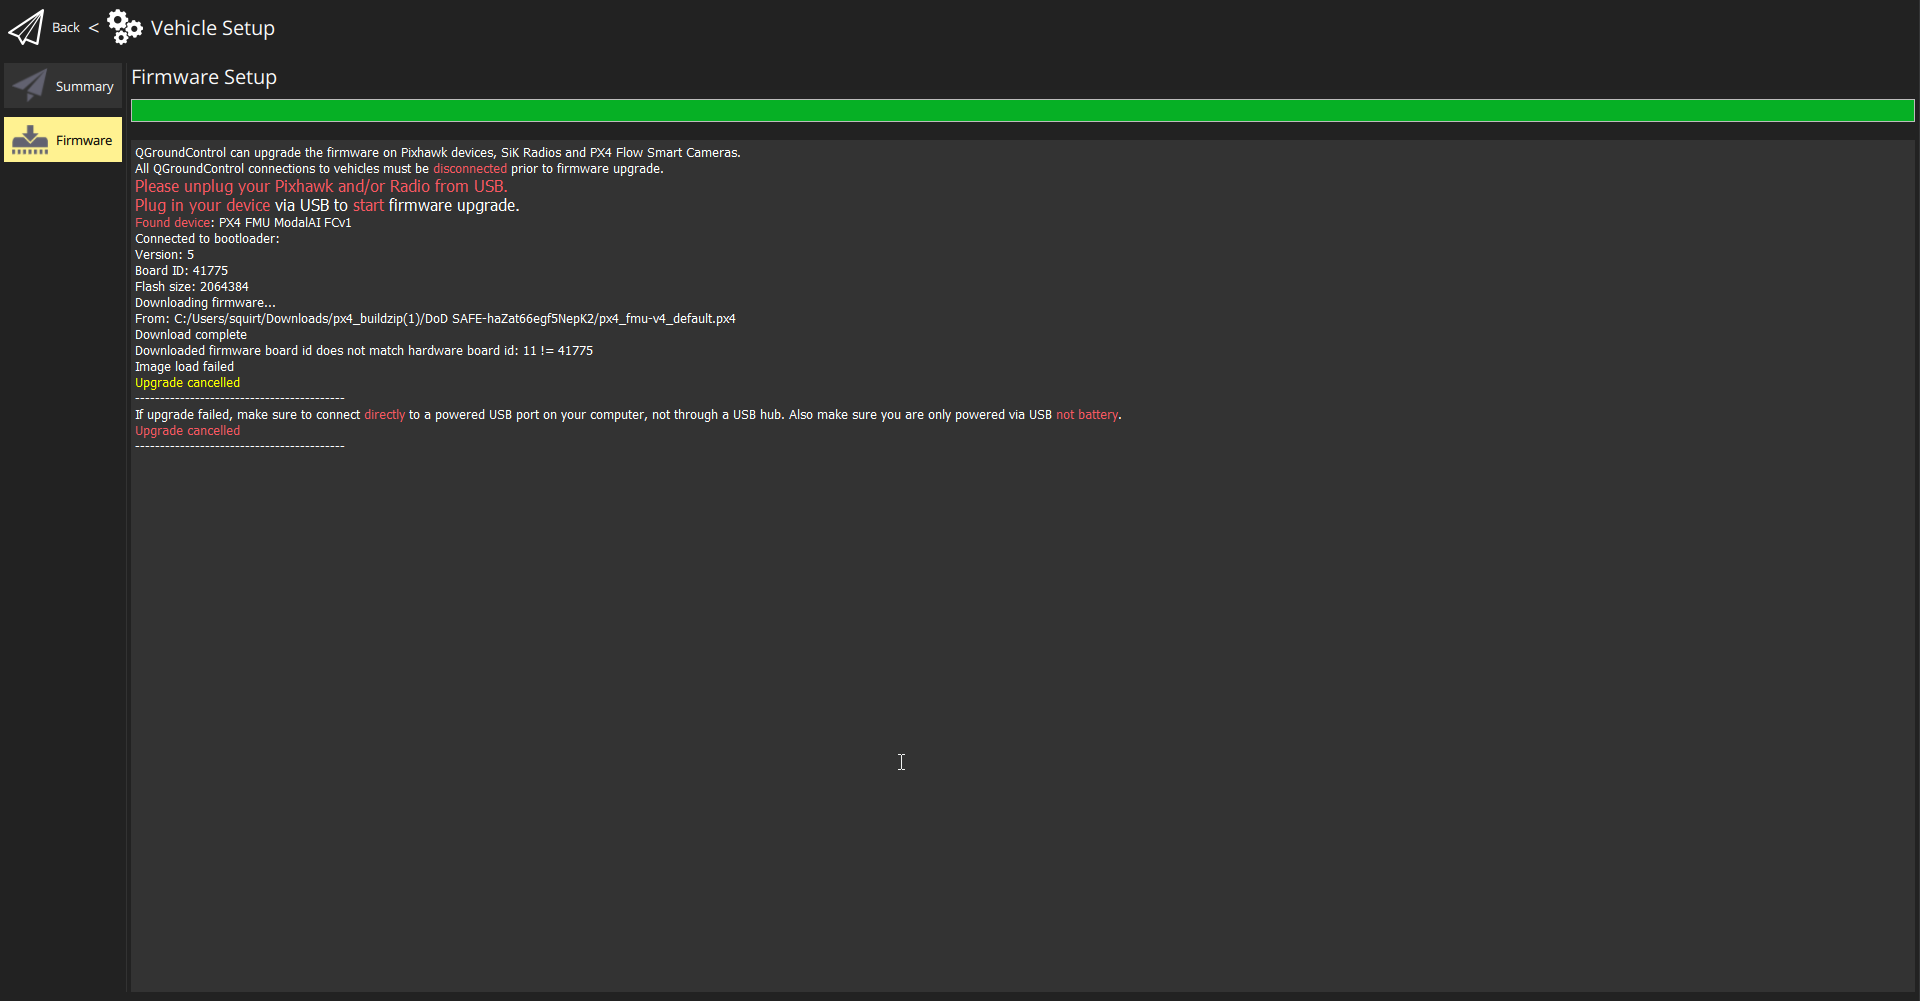 Back < Vehicle Setup
Summary
Firmware
Firmware Setup
QGroundControl can upgrade the firmware on Pixhawk devices, SiK Radios and PX4 Flow Smart Cameras.
All QGroundControl connections to vehicles must be disconnected prior to firmware upgrade.
Please unplug your Pixhawk and/or Radio from USB.
Plug in your device via USB to start firmware upgrade.
Found device: PX4 FMU ModalAI FCv1
Connected to bootloader:
Version: 5
Board ID: 41775
Flash size: 2064384
Downloading firmware...
From: C:/Users/squirt/Downloads/px4_buildzip(1)/DoD SAFE-haZat66egf5NepK2/px4_fmu-v4_default.px4
Download complete
Downloaded firmware board id does not match hardware board id: 11 != 41775
Image load failed
Upgrade cancelled
------------------------------------------
If upgrade failed, make sure to connect directly to a powered USB port on your computer, not through a USB hub. Also make sure you are only powered via USB not battery.
Upgrade cancelled
------------------------------------------